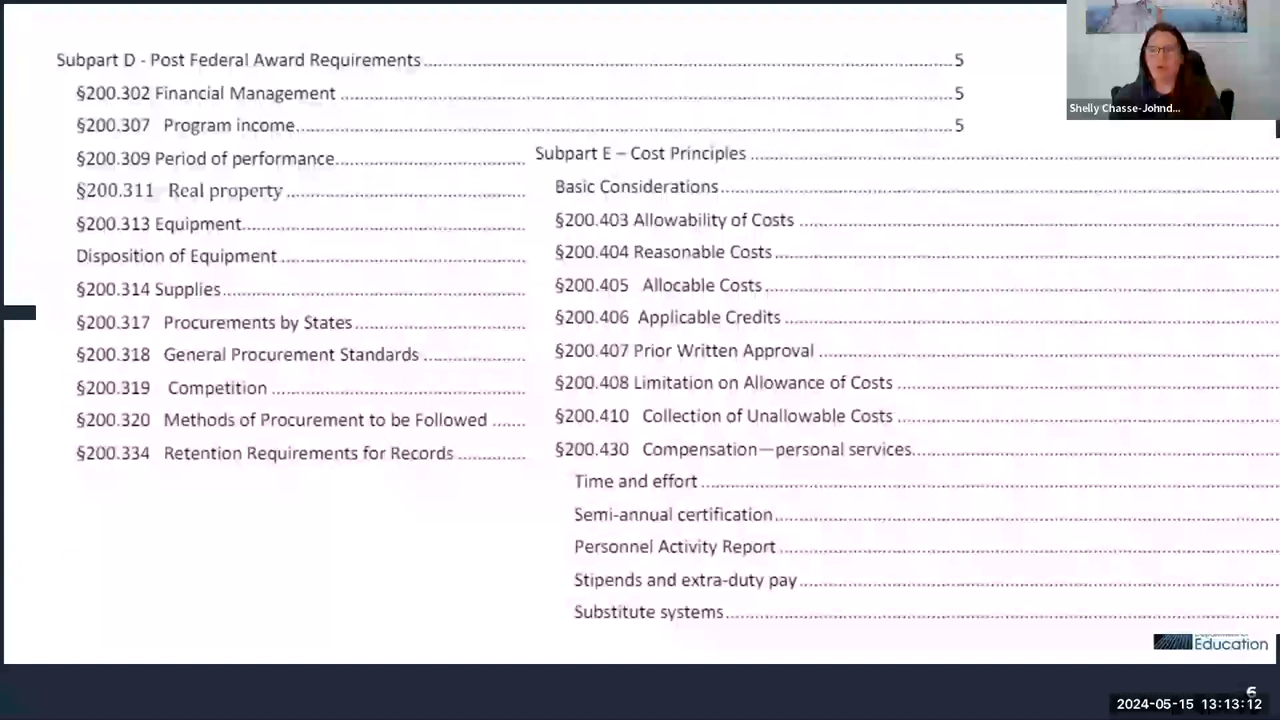 Subpart D - Post Federal Award Requirements 5
§200.302 Financial Management 5
§200.307 Program income 5
§200.309 Period of performance
§200.311 Real property
§200.313 Equipment
Disposition of Equipment
§200.314 Supplies
§200.317 Procurements by States
§200.318 General Procurement Standards
§200.319 Competition
§200.320 Methods of Procurement to be Followed
§200.334 Retention Requirements for Records
Subpart E – Cost Principles
Basic Considerations
§200.403 Allowability of Costs
§200.404 Reasonable Costs
§200.405 Allocable Costs
§200.406 Applicable Credits
§200.407 Prior Written Approval
§200.408 Limitation on Allowance of Costs
§200.410 Collection of Unallowable Costs
§200.430 Compensation—personal services
Time and effort
Semi-annual certification
Personnel Activity Report
Stipends and extra-duty pay
Substitute systems
Shelly Chasse-Johnd...
Education
6
2024-05-15 13:13:12